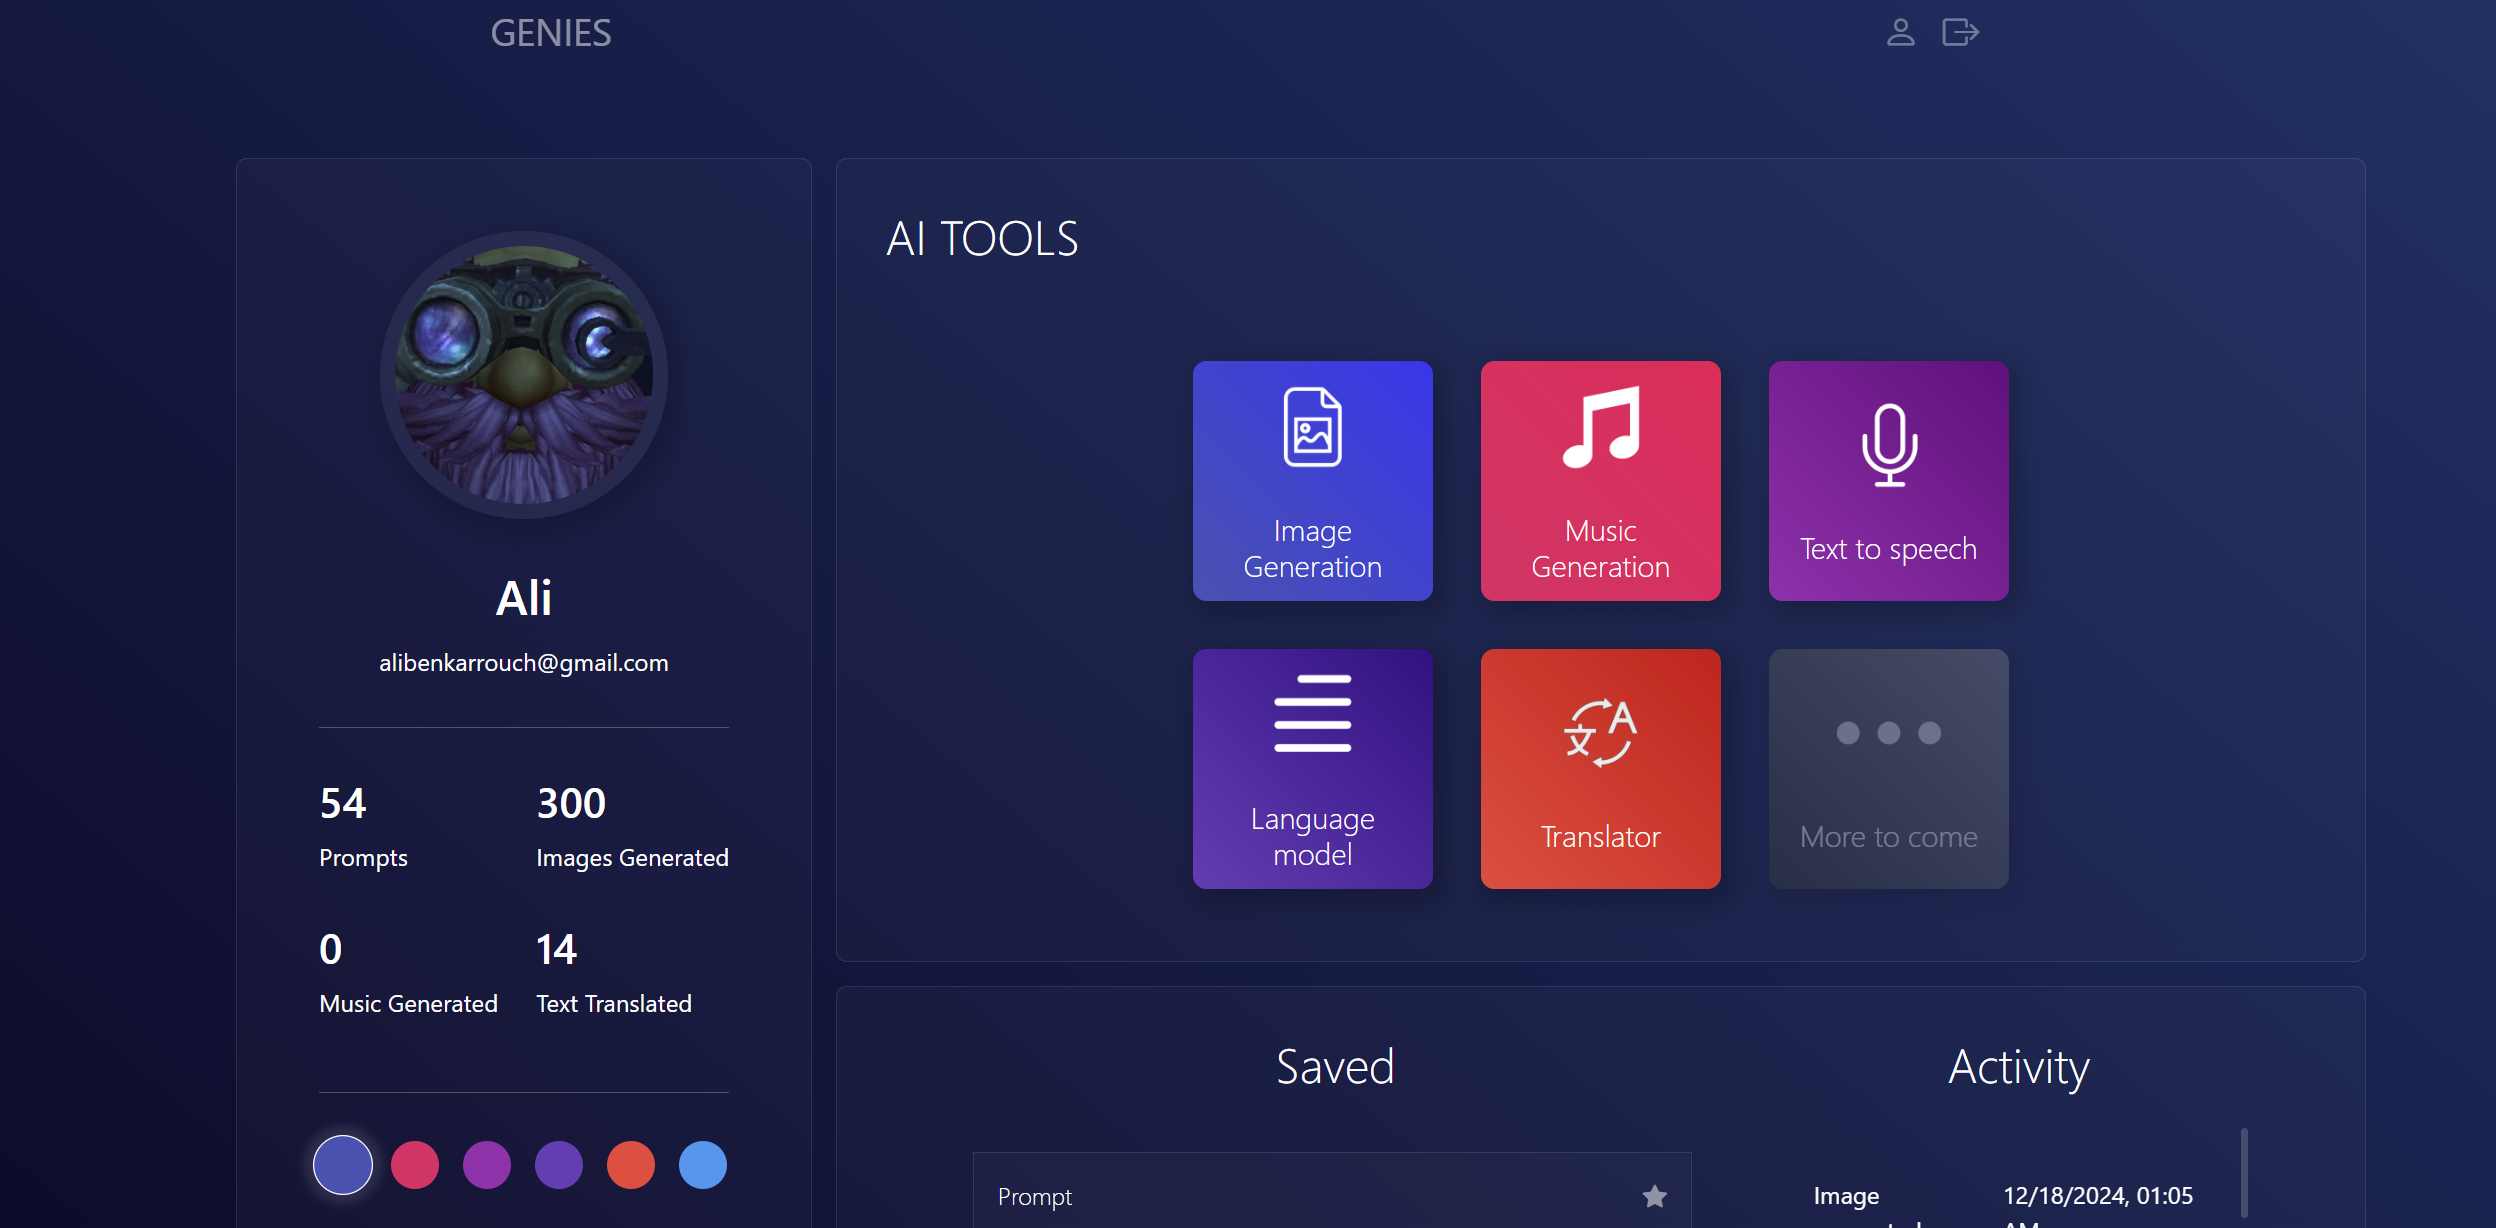 GENIES
Ali
alibenkarrouch@gmail.com
54
Prompts
300
Images Generated
0
Music Generated
14
Text Translated
AI TOOLS
Image
Generation
Music
Generation
Text to speech
Language
model
Translator
More to come
Saved
Prompt
Activity
Image
12/18/2024, 01:05
AM